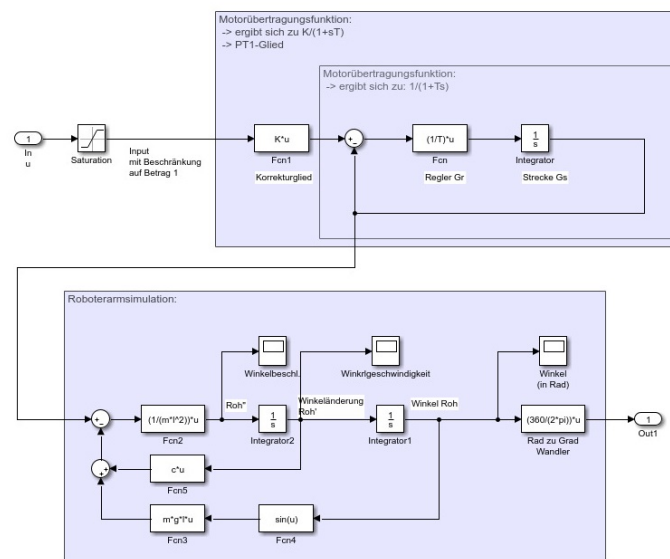 Motorübertragungsfunktion:
-> ergibt sich zu K/(1+sT)
-> PT1-Glied
Motorübertragungsfunktion:
-> ergibt sich zu: 1/(1+Ts)
1
In
u
Saturation
Input
mit Beschränkung
auf Betrag 1
K*u
Fcn1
Korrekturglied
(1/T)*u
Fcn
Regler Gr
1
s
Integrator
Strecke Gs
Roboterarmsimulation:
Winkelbeschl.
Winkrlgeschwindigkeit
Winkel
(in Rad)
(1/(m*l^2))*u
Fcn2
Roh"
1
s
Integrator2
Winkeländerung
Roh'
1
s
Integrator1
Winkel Roh
(360/(2*pi))*u
Rad zu Grad
Wandler
1
Out1
c*u
Fcn5
m*g*l*u
Fcn3
sin(u)
Fcn4